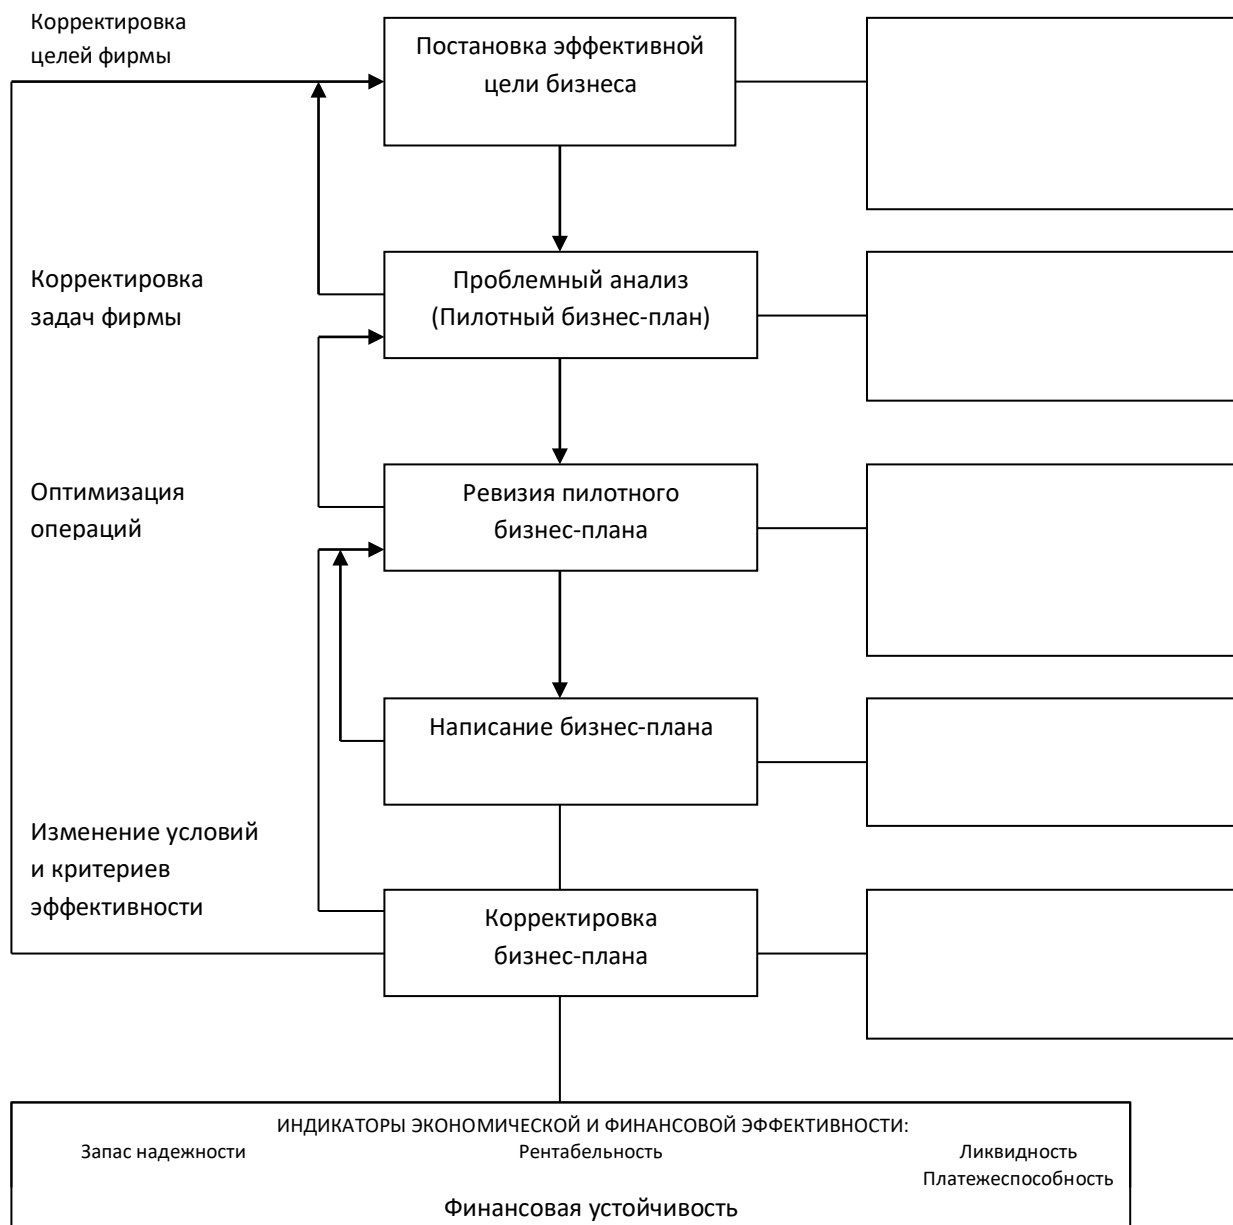 Корректировка
целей фирмы
Постановка эффективной
цели бизнеса
Корректировка
задач фирмы
Проблемный анализ
(Пилотный бизнес-план)
Оптимизация
операций
Ревизия пилотного
бизнес-плана
Написание бизнес-плана
Изменение условий
и критериев
эффективности
Корректировка
бизнес-плана
ИНДИКАТОРЫ ЭКОНОМИЧЕСКОЙ И ФИНАНСОВОЙ ЭФФЕКТИВНОСТИ:
Запас надежности Рентабельность Ликвидность
Платежеспособность
Финансовая устойчивость